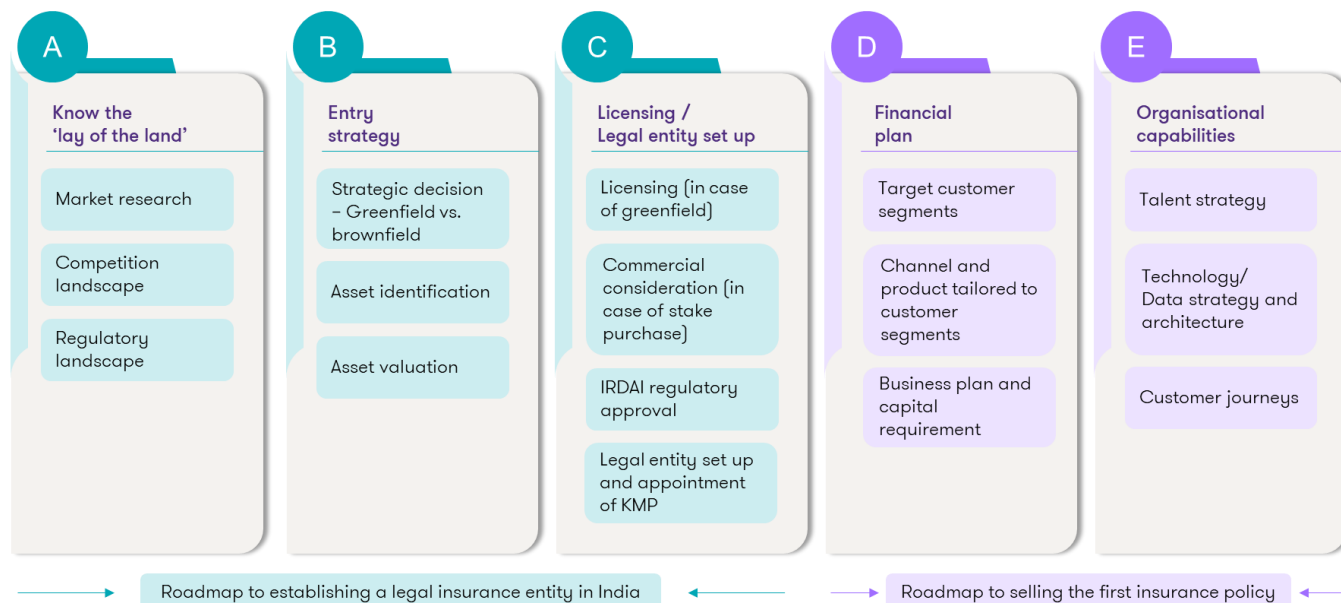 A
Know the
‘lay of the land’
Market research
Competition
landscape
Regulatory
landscape
B
Entry
strategy
Strategic decision
– Greenfield vs.
brownfield
Asset identification
Asset valuation
C
Licensing /
Legal entity set up
Licensing (in case
of greenfield)
Commercial
consideration (in
case of stake
purchase)
IRDAI regulatory
approval
Legal entity set up
and appointment
of KMP
D
Financial
plan
Target customer
segments
Channel and
product tailored to
customer
segments
Business plan and
capital
requirement
E
Organisational
capabilities
Talent strategy
Technology/
Data strategy and
architecture
Customer journeys
Roadmap to establishing a legal insurance entity in India
Roadmap to selling the first insurance policy